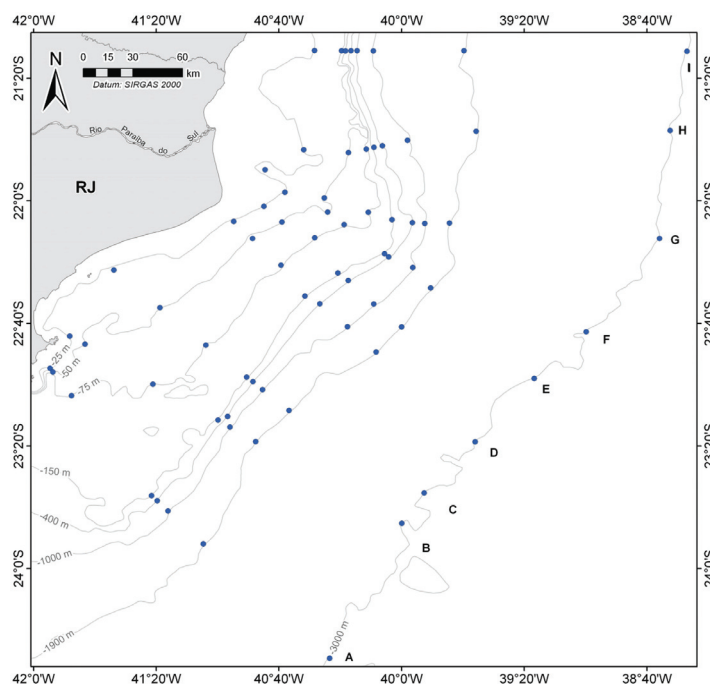 42°0'W 41°20'W 40°40'W 40°0'W 39°20'W 38°40'W
N
0 15 30 60
km
Datum: SIRGAS 2000
21°20'S 21°20'S
I
H
Rio Paraíba do Sul
RJ
22°0'S 22°0'S
G
22°40'S 22°40'S
F
-25 m
-50 m
-75 m
E
23°20'S 23°20'S
D
-150 m
C
-400 m
B
-1000 m
24°0'S 24°0'S
-1900 m
-3000 m
A
42°0'W 41°20'W 40°40'W 40°0'W 39°20'W 38°40'W